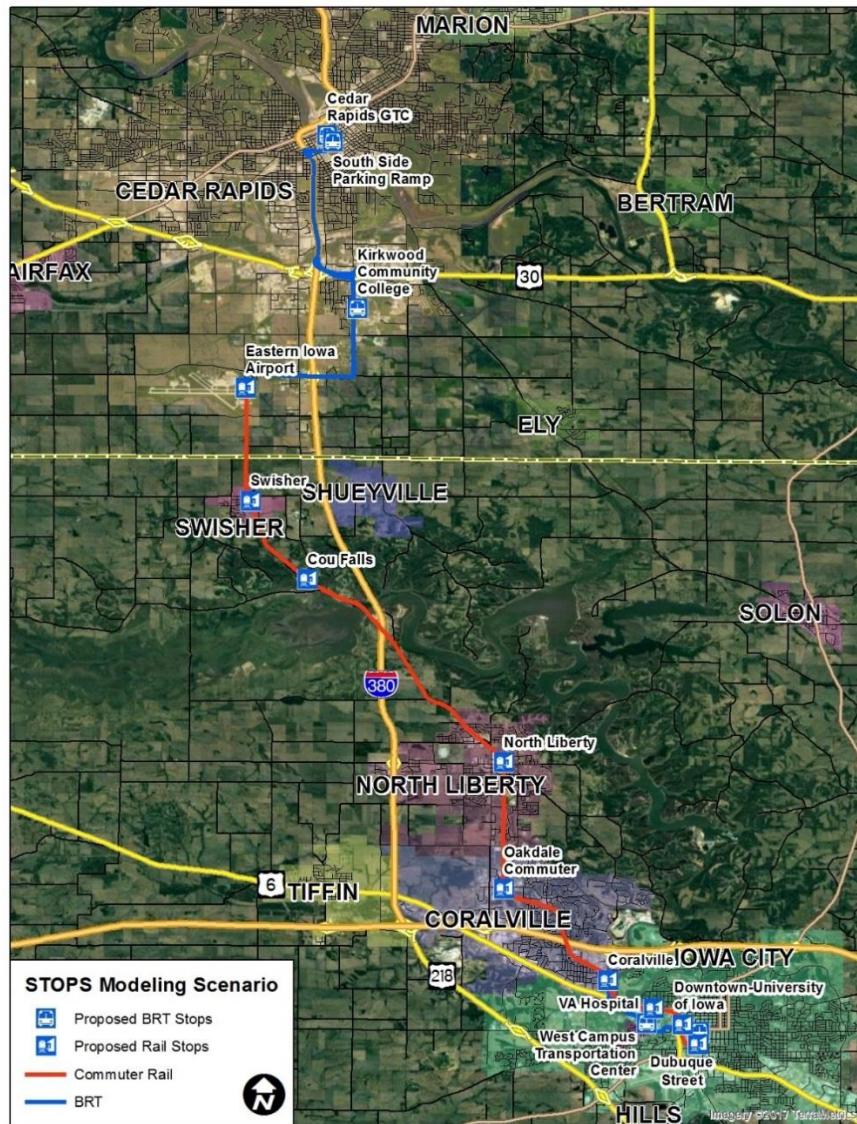 MARION
Cedar
Rapids GTC
South Side
Parking Ramp
CEDAR RAPIDS
BERTRAM
Kirkwood
Community
College
AIRFAX
30
Eastern Iowa
Airport
ELY
Swisher
SHUEYVILLE
SWISHER
Cou Falls
SOLON
380
North Liberty
NORTH LIBERTY
Oakdale
Commuter
6
TIFFIN
CORALVILLE
Coralville
IOWA CITY
218
Downtown-University
of Iowa
VA Hospital
West Campus
Transportation
Center
Dubuque
Street
HILLS
STOPS Modeling Scenario
Proposed BRT Stops
Proposed Rail Stops
Commuter Rail
BRT
N
Imagery ©2017 TerraMetrics